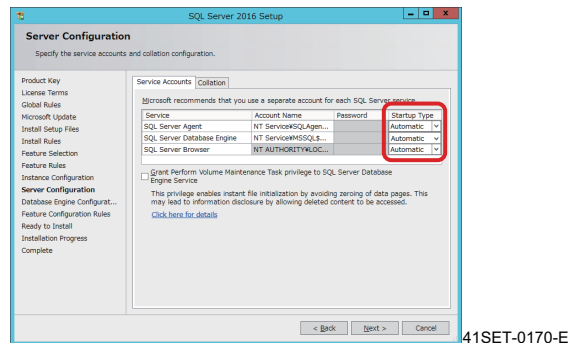 SQL Server 2016 Setup
Server Configuration
Specify the service accounts and collation configuration.
Product Key
License Terms
Global Rules
Microsoft Update
Install Setup Files
Install Rules
Feature Selection
Feature Rules
Instance Configuration
Server Configuration
Database Engine Configurat...
Feature Configuration Rules
Ready to Install
Installation Progress
Complete
Service Accounts Collation
Microsoft recommends that you use a separate account for each SQL Server service.
Service Account Name Password Startup Type
SQL Server Agent NT Service¥SQLAgen... Automatic
SQL Server Database Engine NT Service¥MSSQL$... Automatic
SQL Server Browser NT AUTHORITY¥LOC... Automatic
Grant Perform Volume Maintenance Task privilege to SQL Server Database
Engine Service
This privilege enables instant file initialization by avoiding zeroing of data pages. This
may lead to information disclosure by allowing deleted content to be accessed.
Click here for details
< Back Next > Cancel
41SET-0170-E